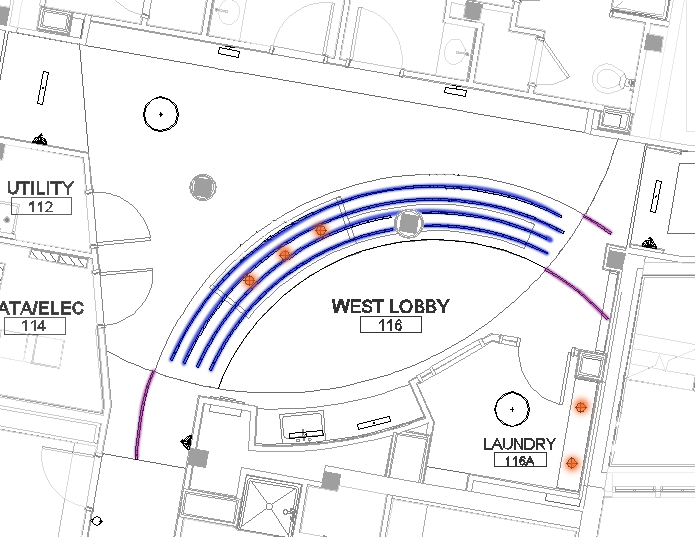 UTILITY
112
ATA/ELEC
114
WEST LOBBY
116
LAUNDRY
116A